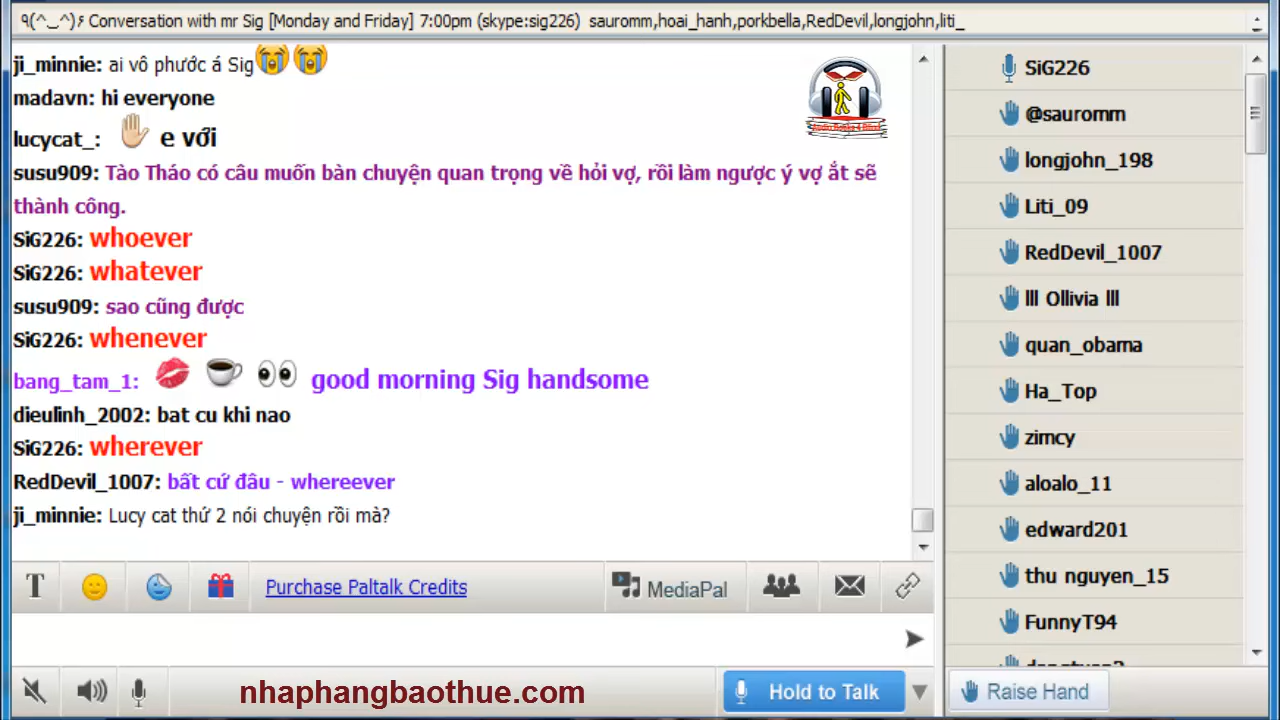 ٩(^‿^)۶ Conversation with mr Sig [Monday and Friday] 7:00pm (skype:sig226) sauromm,hoai_hanh,porkbella,RedDevil,longjohn,liti_
ji_minnie: ai vô phước á Sig
madavn: hi everyone
lucycat_: e với
susu909: Tào Tháo có câu muốn bàn chuyện quan trọng về hỏi vợ, rồi làm ngược ý vợ ắt sẽ
thành công.
SiG226: whoever
SiG226: whatever
susu909: sao cũng được
SiG226: whenever
bang_tam_1: good morning Sig handsome
dieulinh_2002: bat cu khi nao
SiG226: wherever
RedDevil_1007: bất cứ đâu - whereever
ji_minnie: Lucy cat thứ 2 nói chuyện rồi mà?
T
Purchase Paltalk Credits
MediaPal
nhaphangbaothue.com
Hold to Talk
SiG226
@sauromm
longjohn_198
Liti_09
RedDevil_1007
lll Ollivia lll
quan_obama
Ha_Top
zimcy
aloalo_11
edward201
thu nguyen_15
FunnyT94
Raise Hand